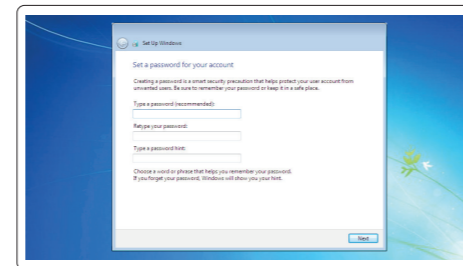 Set Up Windows
Set a password for your account
Creating a password is a smart security precaution that helps protect your user account from
unwanted users. Be sure to remember your password or keep it in a safe place.
Type a password (recommended):
Retype your password:
Type a password hint:
Choose a word or phrase that helps you remember your password.
If you forget your password, Windows will show you your hint.
Next